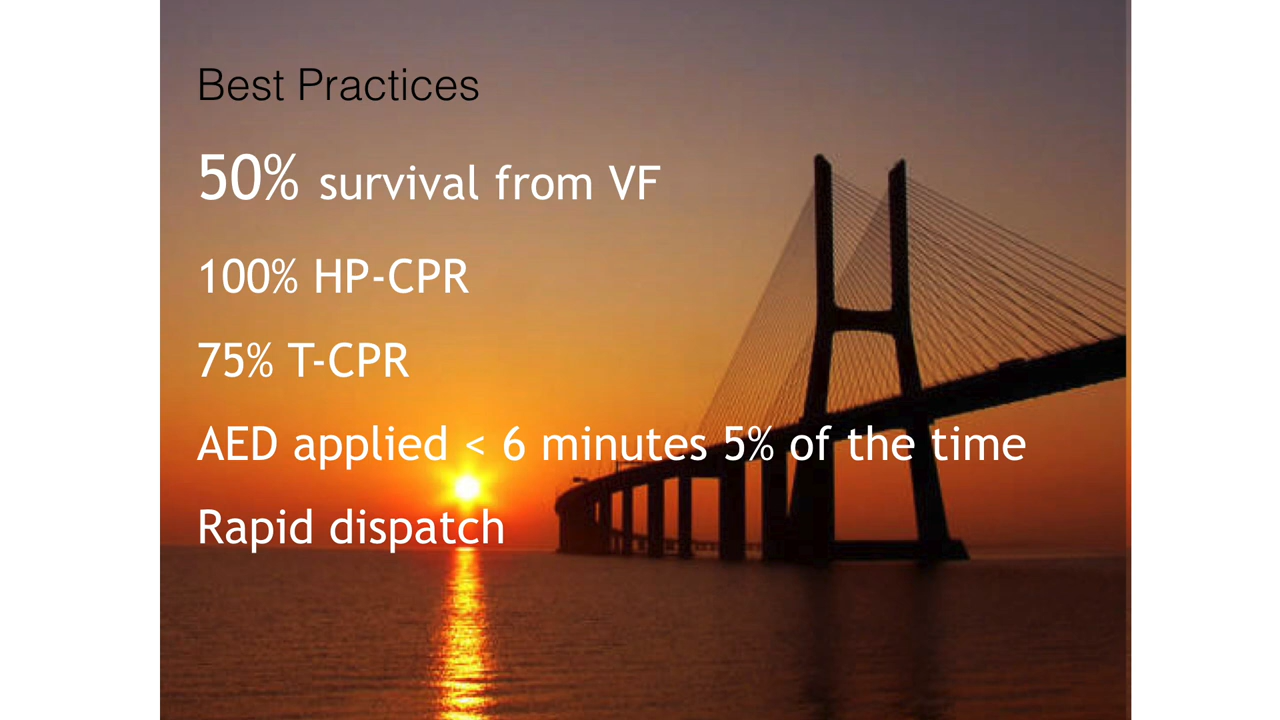 Best Practices
50% survival from VF
100% HP-CPR
75% T-CPR
AED applied < 6 minutes 5% of the time
Rapid dispatch